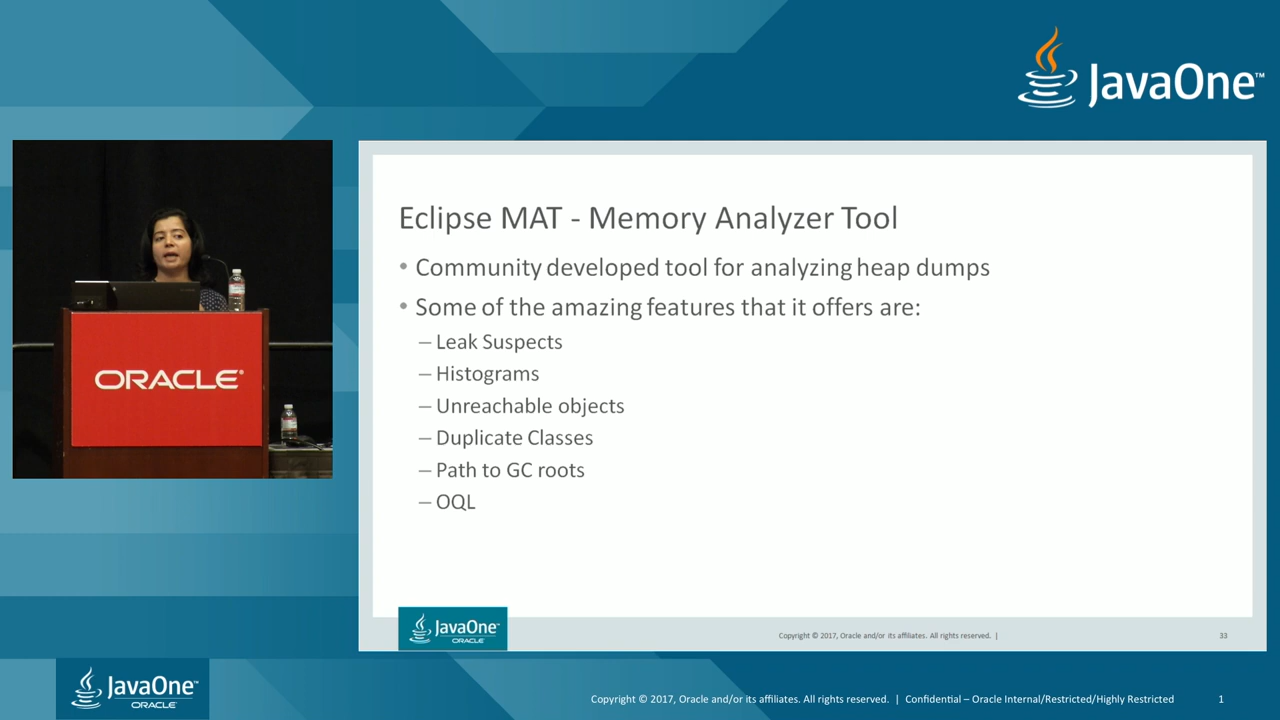 JavaOne™
Eclipse MAT - Memory Analyzer Tool
• Community developed tool for analyzing heap dumps
• Some of the amazing features that it offers are:
– Leak Suspects
– Histograms
– Unreachable objects
– Duplicate Classes
– Path to GC roots
– OQL
ORACLE®
JavaOne™
ORACLE®
Copyright © 2017, Oracle and/or its affiliates. All rights reserved. |
33
JavaOne™
ORACLE®
Copyright © 2017, Oracle and/or its affiliates. All rights reserved. | Confidential – Oracle Internal/Restricted/Highly Restricted
1